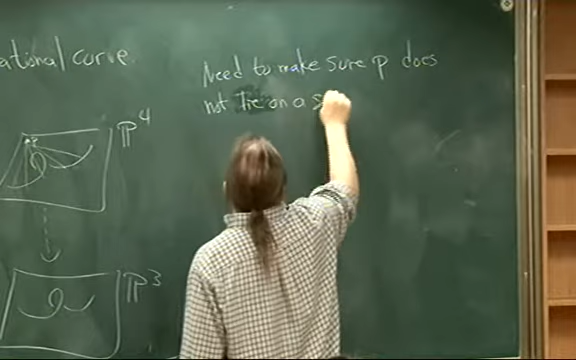 ational curve.
Need to make sure p does
not lie on a s
P⁴
P³